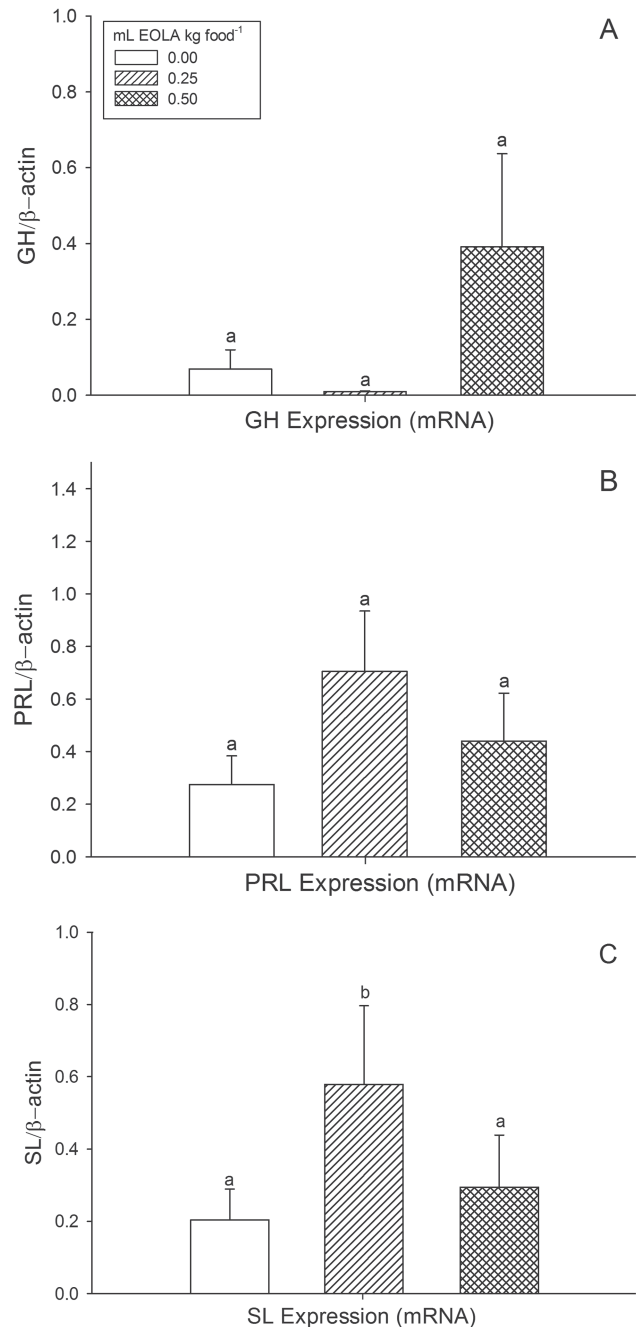 A
mL EOLA kg food⁻¹
0.00
0.25
0.50
1.0
0.8
0.6
0.4
0.2
0.0
GH/β−actin
a
a
a
GH Expression (mRNA)
B
1.4
1.2
1.0
0.8
0.6
0.4
0.2
0.0
PRL/β−actin
a
a
a
PRL Expression (mRNA)
C
1.0
0.8
0.6
0.4
0.2
0.0
SL/β−actin
a
b
a
SL Expression (mRNA)